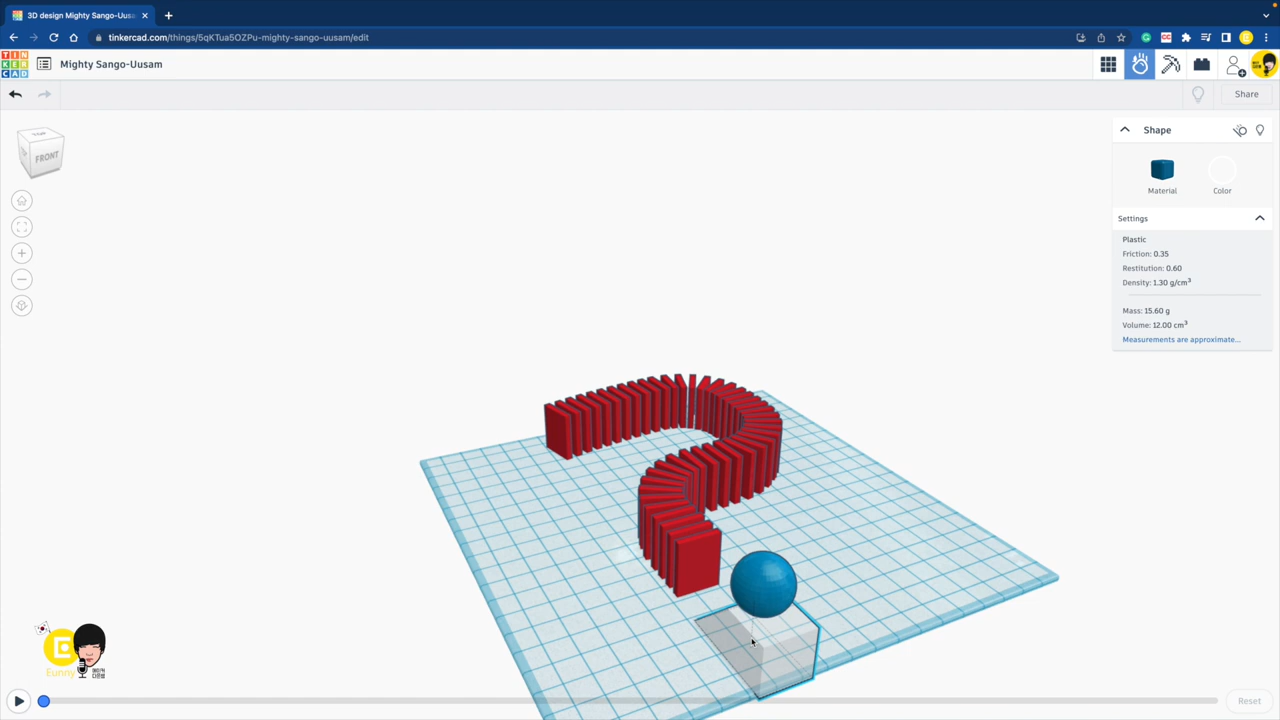 3D design Mighty Sango-Uusa
tinkercad.com/things/5qKTua5OZPu-mighty-sango-uusam/edit
TIN
KER
CAD
Mighty Sango-Uusam
Share
TOP
FRONT
Shape
Material
Color
Settings
Plastic
Friction: 0.35
Restitution: 0.60
Density: 1.30 g/cm³
Mass: 15.60 g
Volume: 12.00 cm³
Measurements are approximate...
Eunny
Reset